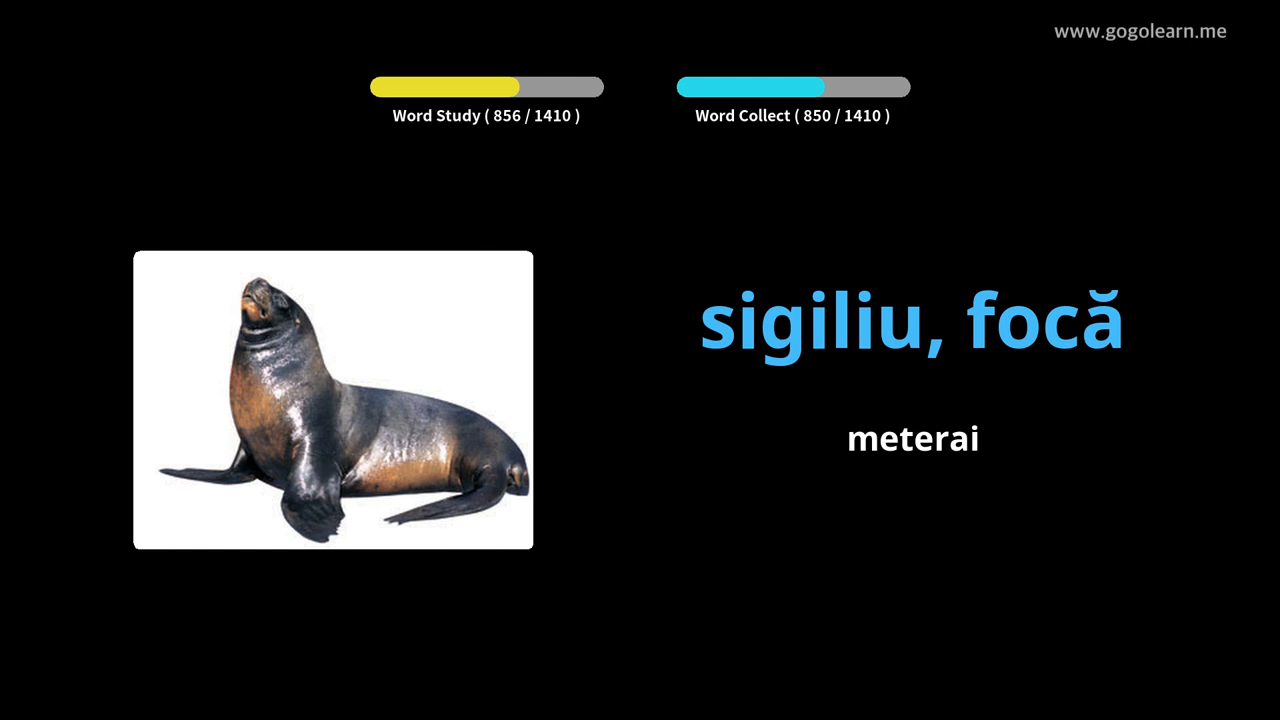 www.gogolearn.me
Word Study ( 856 / 1410 )
Word Collect ( 850 / 1410 )
sigiliu, focă
meterai